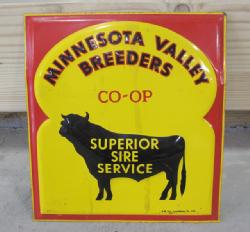 MINNESOTA VALLEY
BREEDERS
CO-OP
SUPERIOR
SIRE
SERVICE